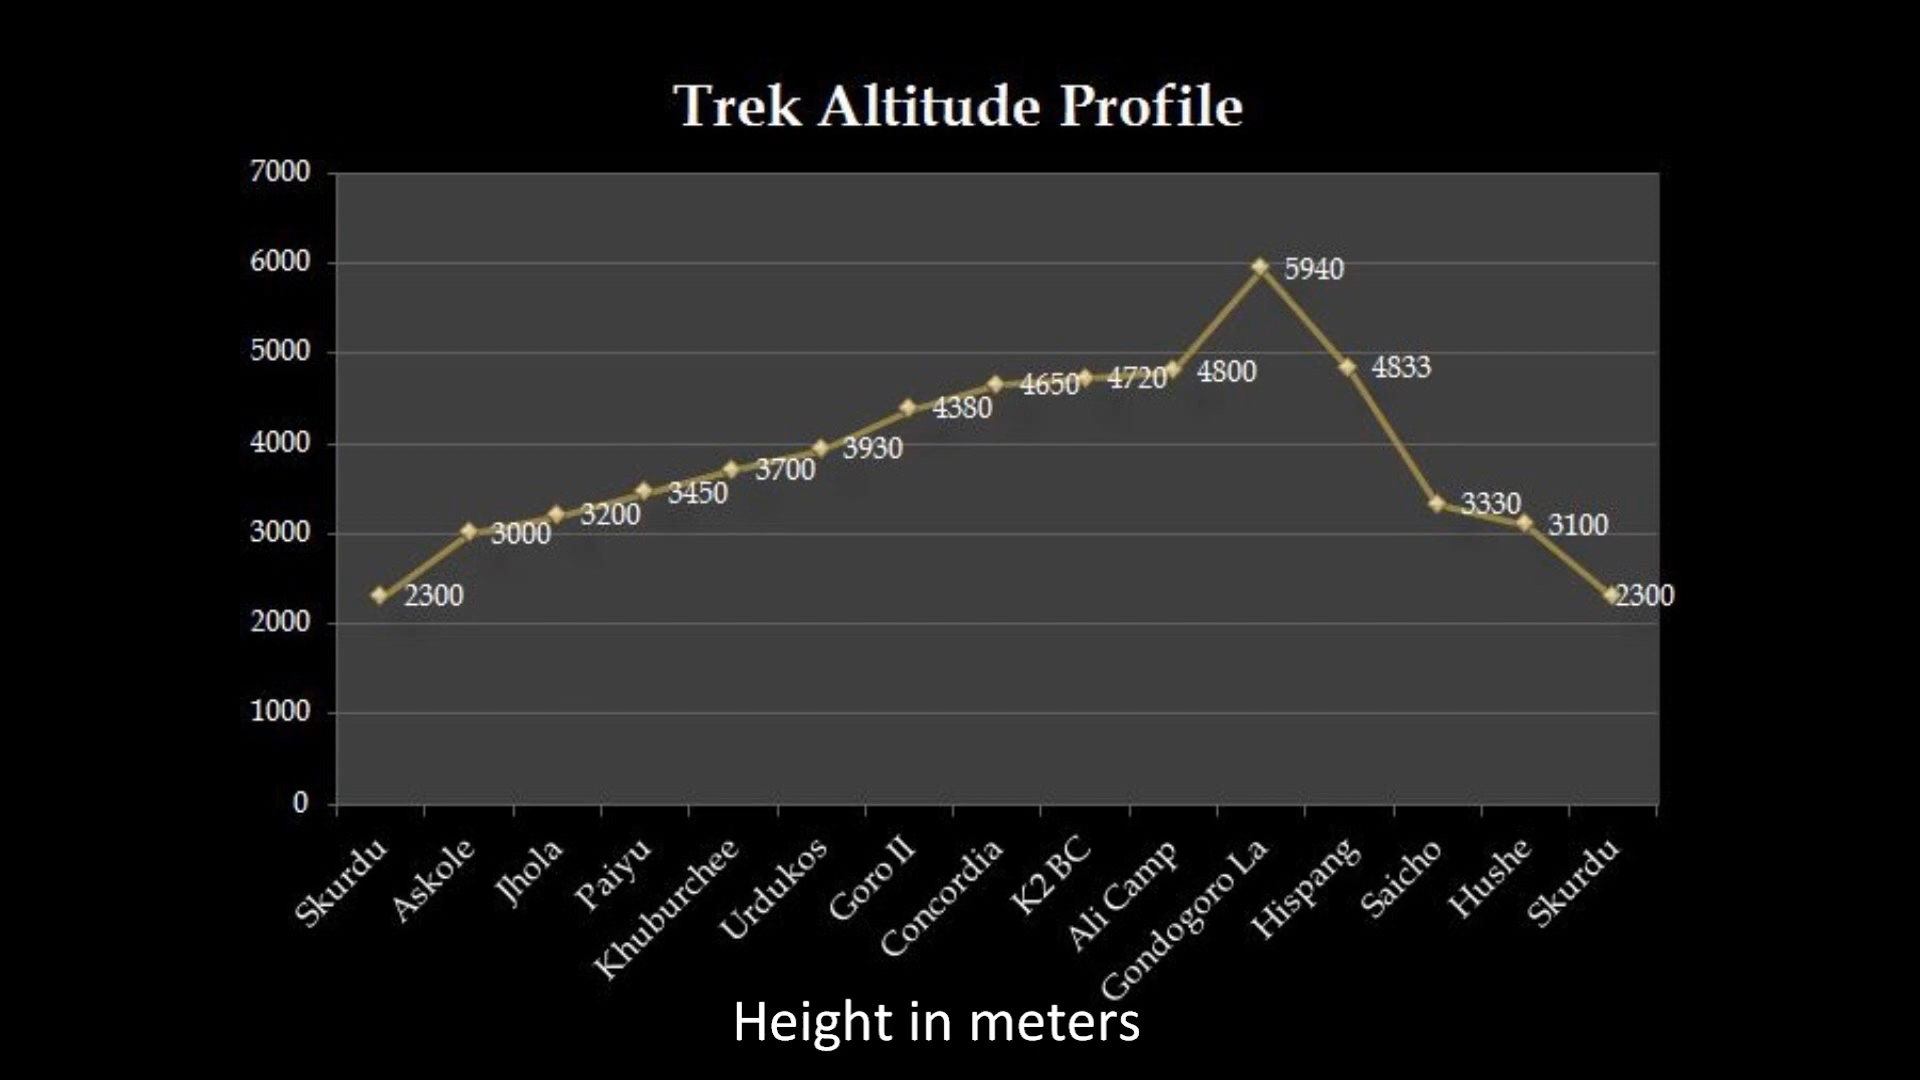 Trek Altitude Profile
7000
6000
5000
4000
3000
2000
1000
0
2300
3000
3200
3450
3700
3930
4380
4650
4720
4800
5940
4833
3330
3100
2300
Skurdu
Askole
Jhola
Paiyu
Khuburchee
Urdukos
Goro II
Concordia
K2 BC
Ali Camp
Gondogoro La
Hispang
Saicho
Hushe
Skurdu
Height in meters